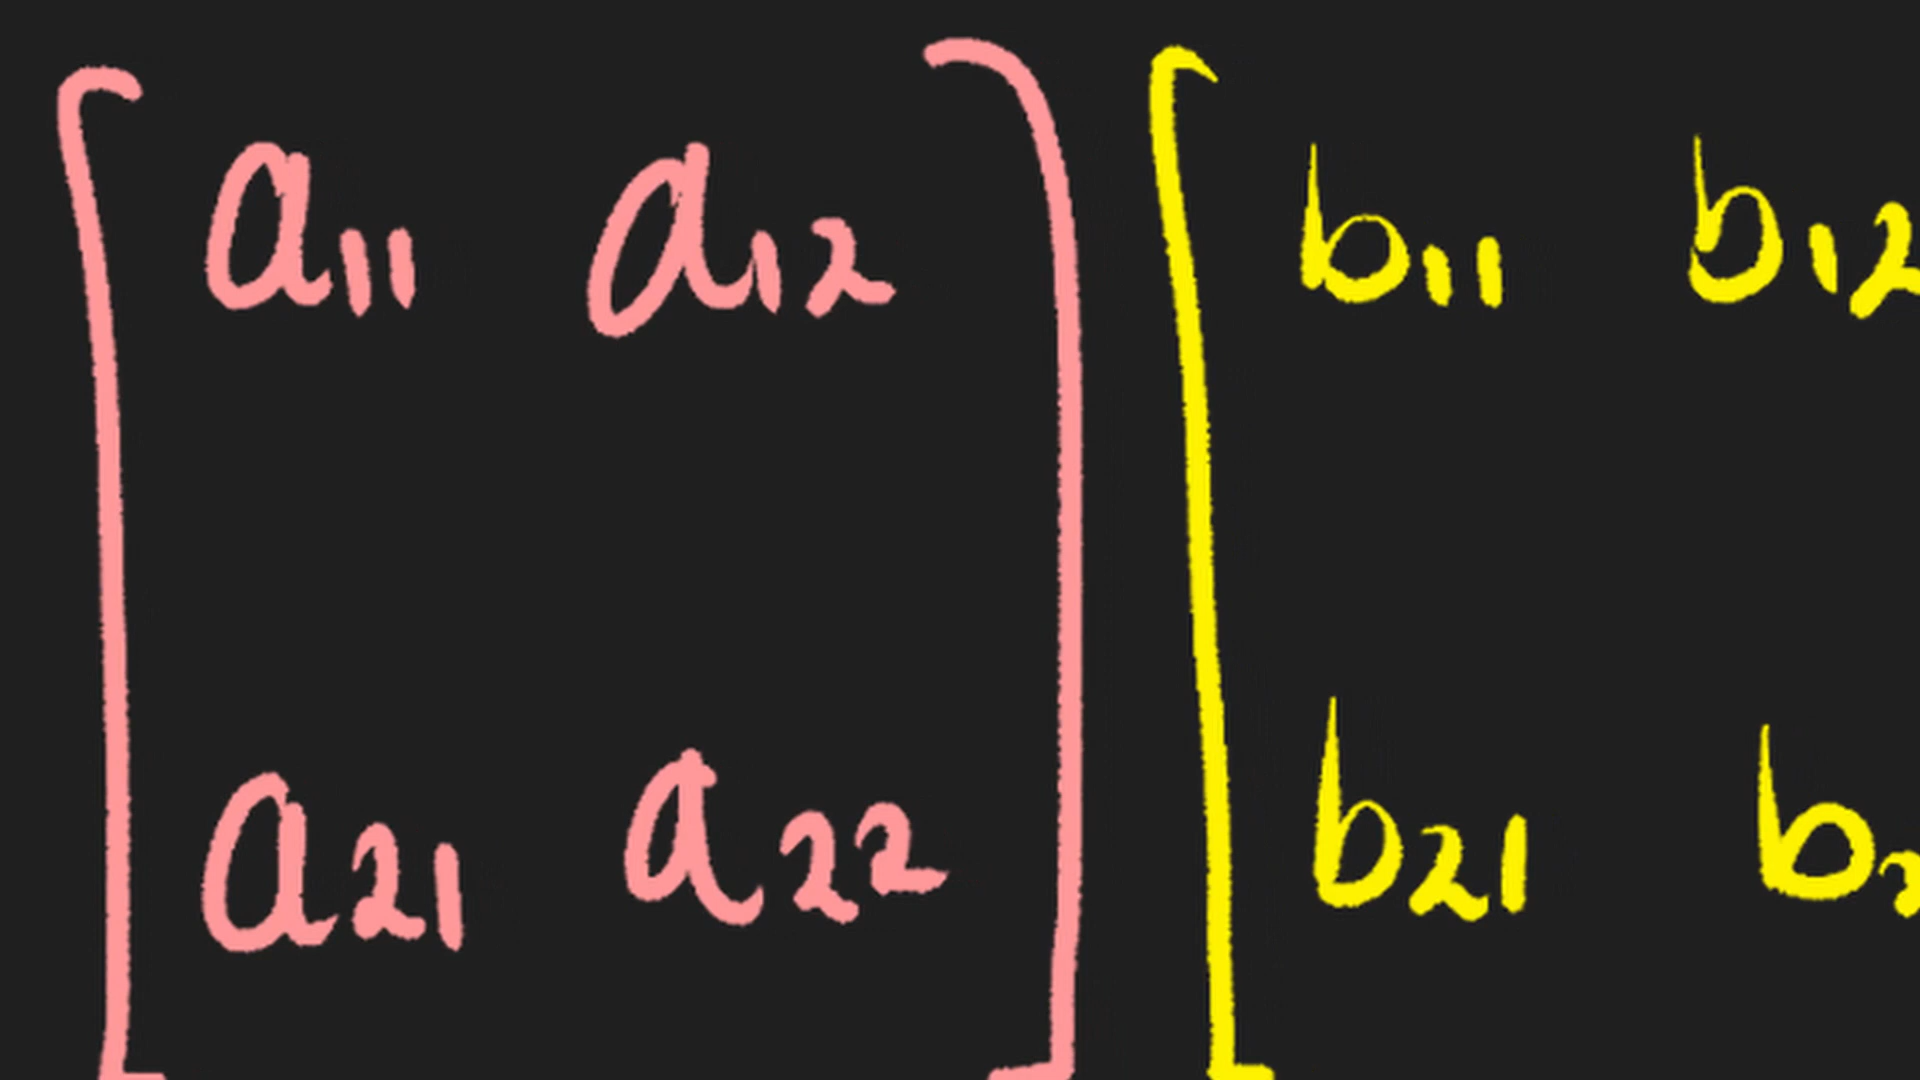 [a₁₁ a₁₂] [b₁₁ b₁₂
[a₂₁ a₂₂] [b₂₁ b